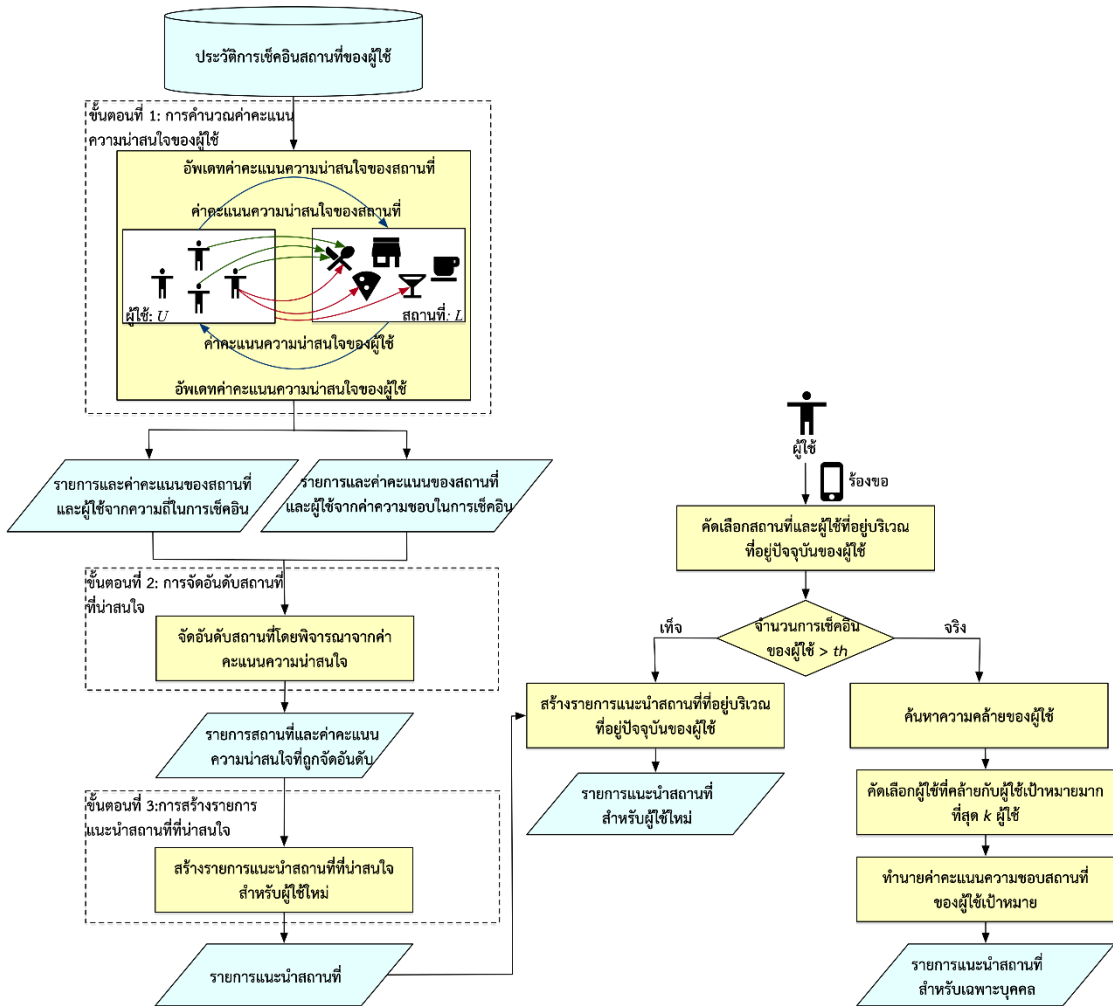 ประวัติการเช็คอินสถานที่ของผู้ใช้
ขั้นตอนที่ 1: การคำนวณค่าคะแนน
ความน่าสนใจของผู้ใช้
อัพเดทค่าคะแนนความน่าสนใจของสถานที่
ค่าคะแนนความน่าสนใจของสถานที่
ผู้ใช้: U
สถานที่: L
ค่าคะแนนความน่าสนใจของผู้ใช้
อัพเดทค่าคะแนนความน่าสนใจของผู้ใช้
รายการและค่าคะแนนของสถานที่
และผู้ใช้จากความถี่ในการเช็คอิน
รายการและค่าคะแนนของสถานที่
และผู้ใช้จากค่าความชอบในการเช็คอิน
ขั้นตอนที่ 2: การจัดอันดับสถานที่
ที่น่าสนใจ
จัดอันดับสถานที่โดยพิจารณาจากค่า
คะแนนความน่าสนใจ
รายการสถานที่และค่าคะแนน
ความน่าสนใจที่ถูกจัดอันดับ
ขั้นตอนที่ 3:การสร้างรายการ
แนะนำสถานที่ที่น่าสนใจ
สร้างรายการแนะนำสถานที่ที่น่าสนใจ
สำหรับผู้ใช้ใหม่
รายการแนะนำสถานที่
ผู้ใช้
ร้องขอ
คัดเลือกสถานที่และผู้ใช้ที่อยู่บริเวณ
ที่อยู่ปัจจุบันของผู้ใช้
จำนวนการเช็คอิน
ของผู้ใช้ > th
เท็จ
จริง
สร้างรายการแนะนำสถานที่ที่อยู่บริเวณ
ที่อยู่ปัจจุบันของผู้ใช้
รายการแนะนำสถานที่
สำหรับผู้ใช้ใหม่
ค้นหาความคล้ายของผู้ใช้
คัดเลือกผู้ใช้ที่คล้ายกับผู้ใช้เป้าหมายมาก
ที่สุด k ผู้ใช้
ทำนายค่าคะแนนความชอบสถานที่
ของผู้ใช้เป้าหมาย
รายการแนะนำสถานที่
สำหรับเฉพาะบุคคล